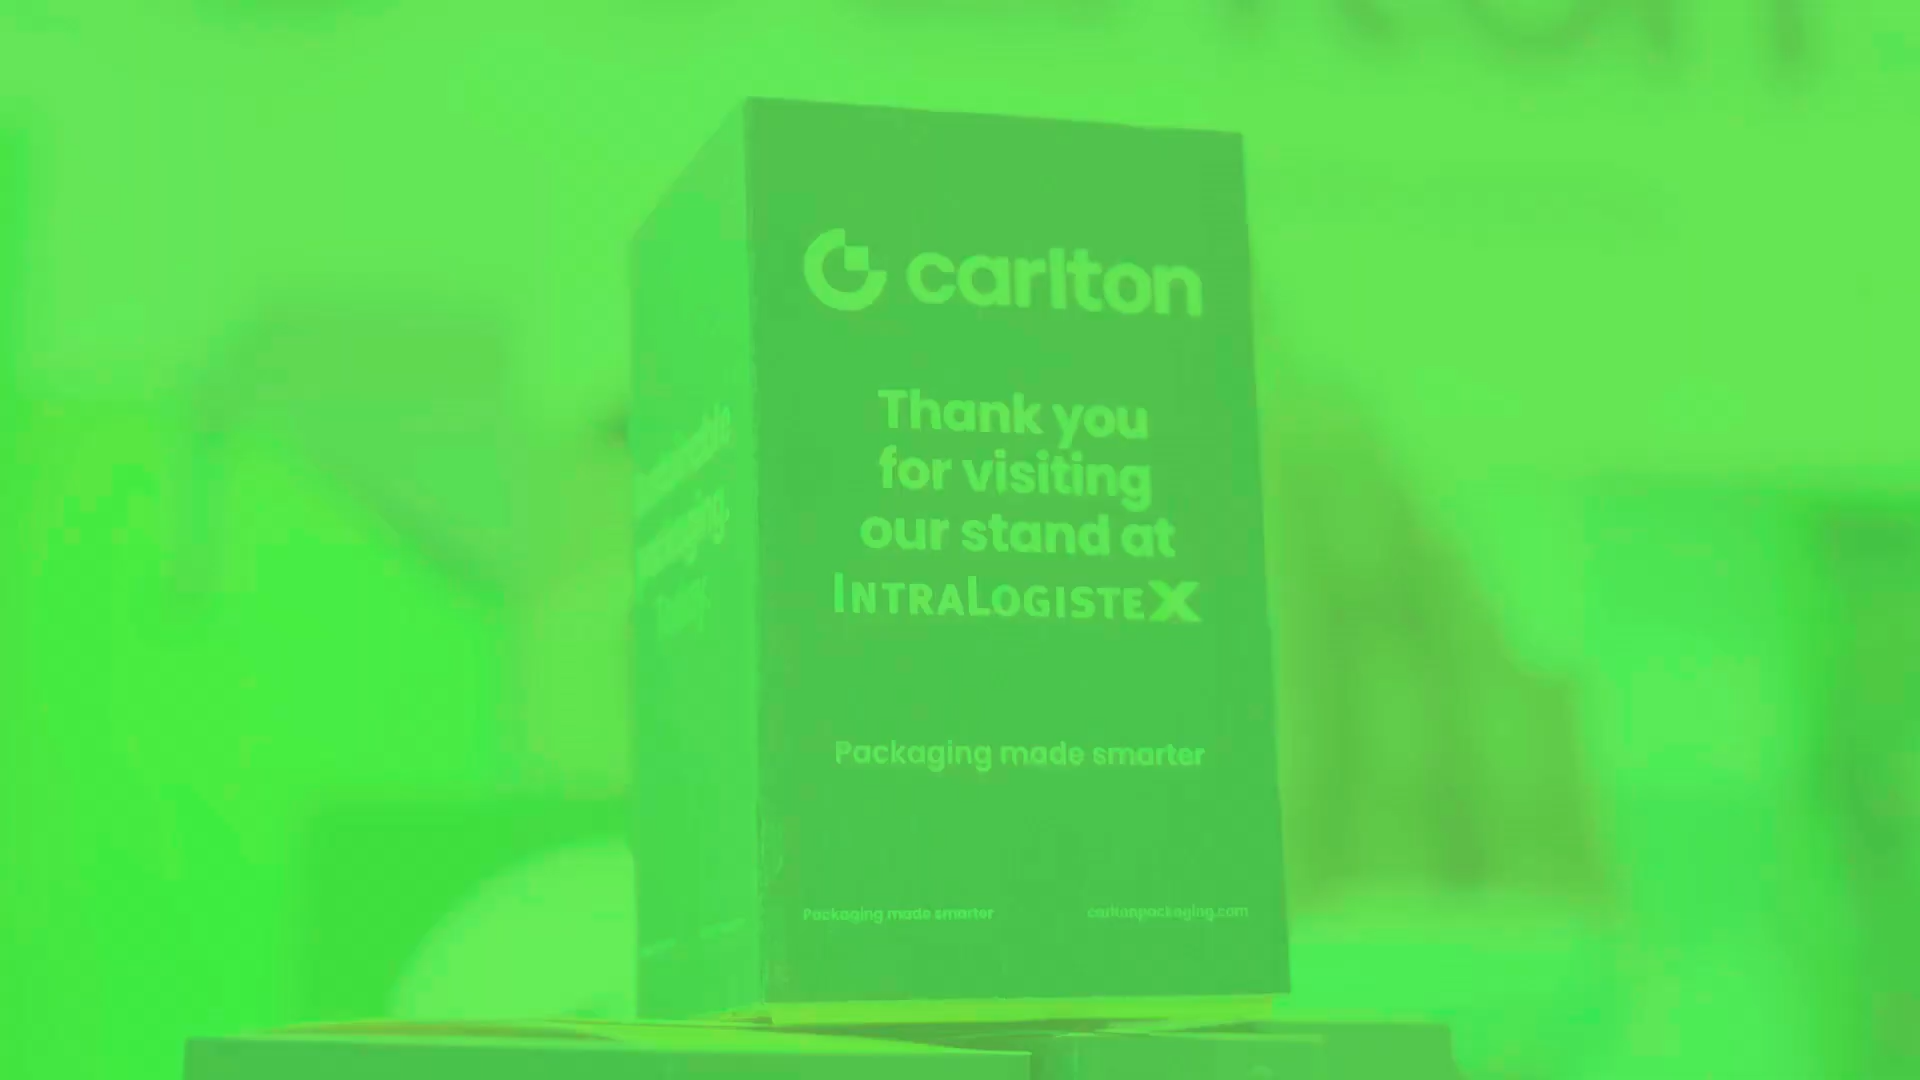 carlton
Thank you
for visiting
our stand at
INTRALOGISTEX
Packaging made smarter
Packaging made smarter
carltonpackaging.com